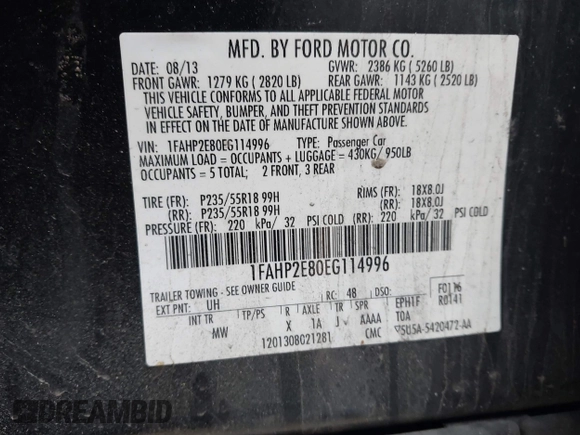 MFD. BY FORD MOTOR CO.
DATE: 08/13 GVWR: 2386 KG ( 5260 LB)
FRONT GAWR: 1279 KG ( 2820 LB) REAR GAWR: 1143 KG ( 2520 LB)
THIS VEHICLE CONFORMS TO ALL APPLICABLE FEDERAL MOTOR
VEHICLE SAFETY, BUMPER, AND THEFT PREVENTION STANDARDS
IN EFFECT ON THE DATE OF MANUFACTURE SHOWN ABOVE.
VIN: 1FAHP2E80EG114996 TYPE: Passenger Car
MAXIMUM LOAD = OCCUPANTS + LUGGAGE = 430KG/ 950LB
OCCUPANTS = 5 TOTAL; 2 FRONT, 3 REAR
TIRE (FR): P235/55R18 99H RIMS (FR): 18X8.0J
(RR): P235/55R18 99H (RR): 18X8.0J
PRESSURE (FR): 220 kPa/ 32 PSI COLD (RR): 220 kPa/ 32 PSI COLD
1FAHP2E80EG114996
TRAILER TOWING - SEE OWNER GUIDE
EXT PNT: UH RC: 48 DSO: F0116
R0141
INT TR TP/PS R AXLE TR SPR EPH1F
MW X 1A J AAAA T0A
1201308021281 CMC 5U5A-5420472-AA
DREAMBID